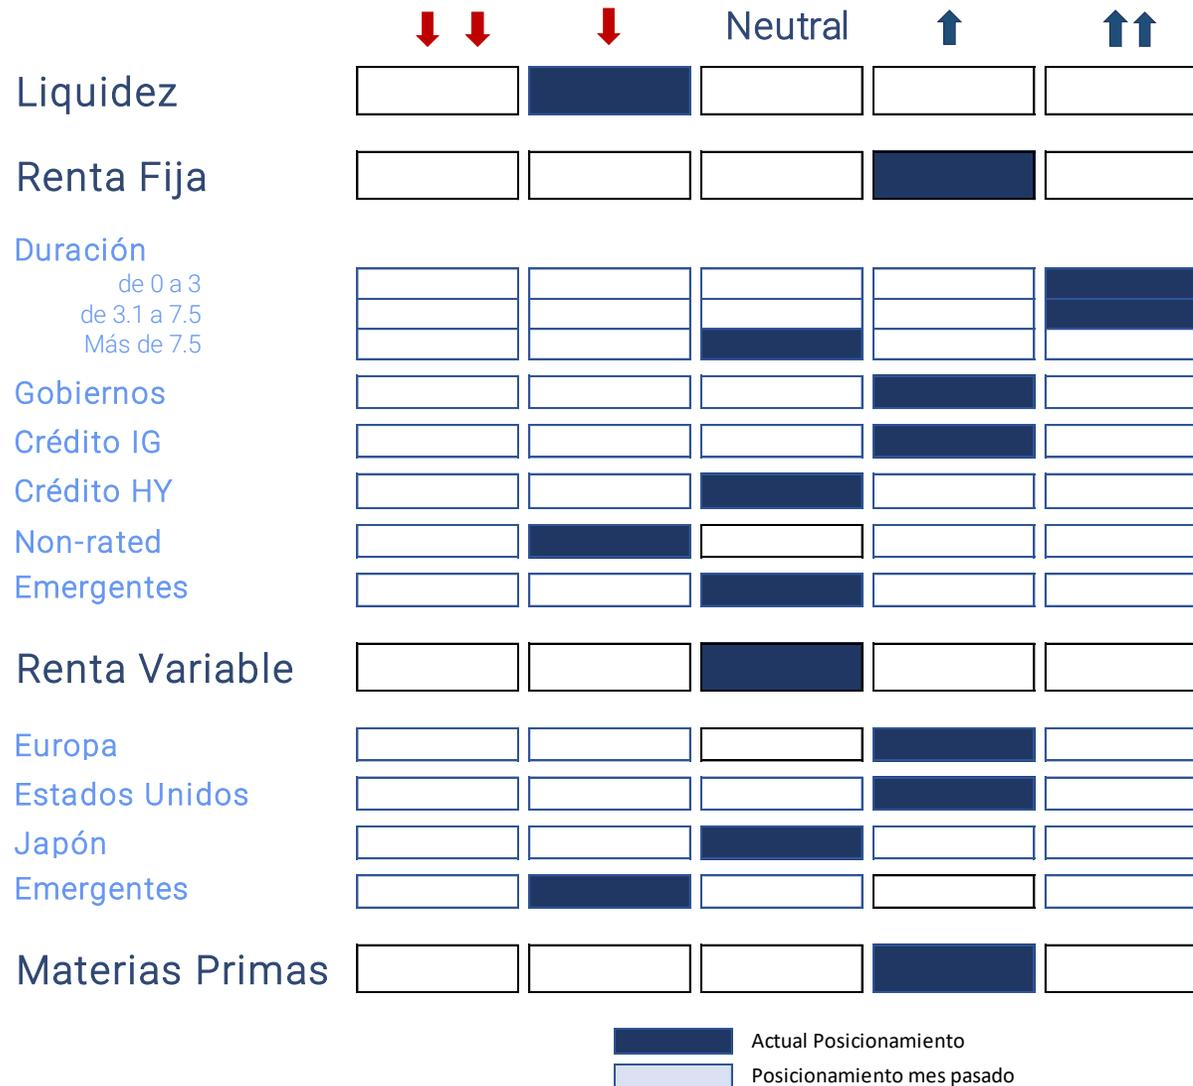 Neutral
Liquidez
Renta Fija
Duración
de 0 a 3
de 3.1 a 7.5
Más de 7.5
Gobiernos
Crédito IG
Crédito HY
Non-rated
Emergentes
Renta Variable
Europa
Estados Unidos
Japón
Emergentes
Materias Primas
Actual Posicionamiento
Posicionamiento mes pasado